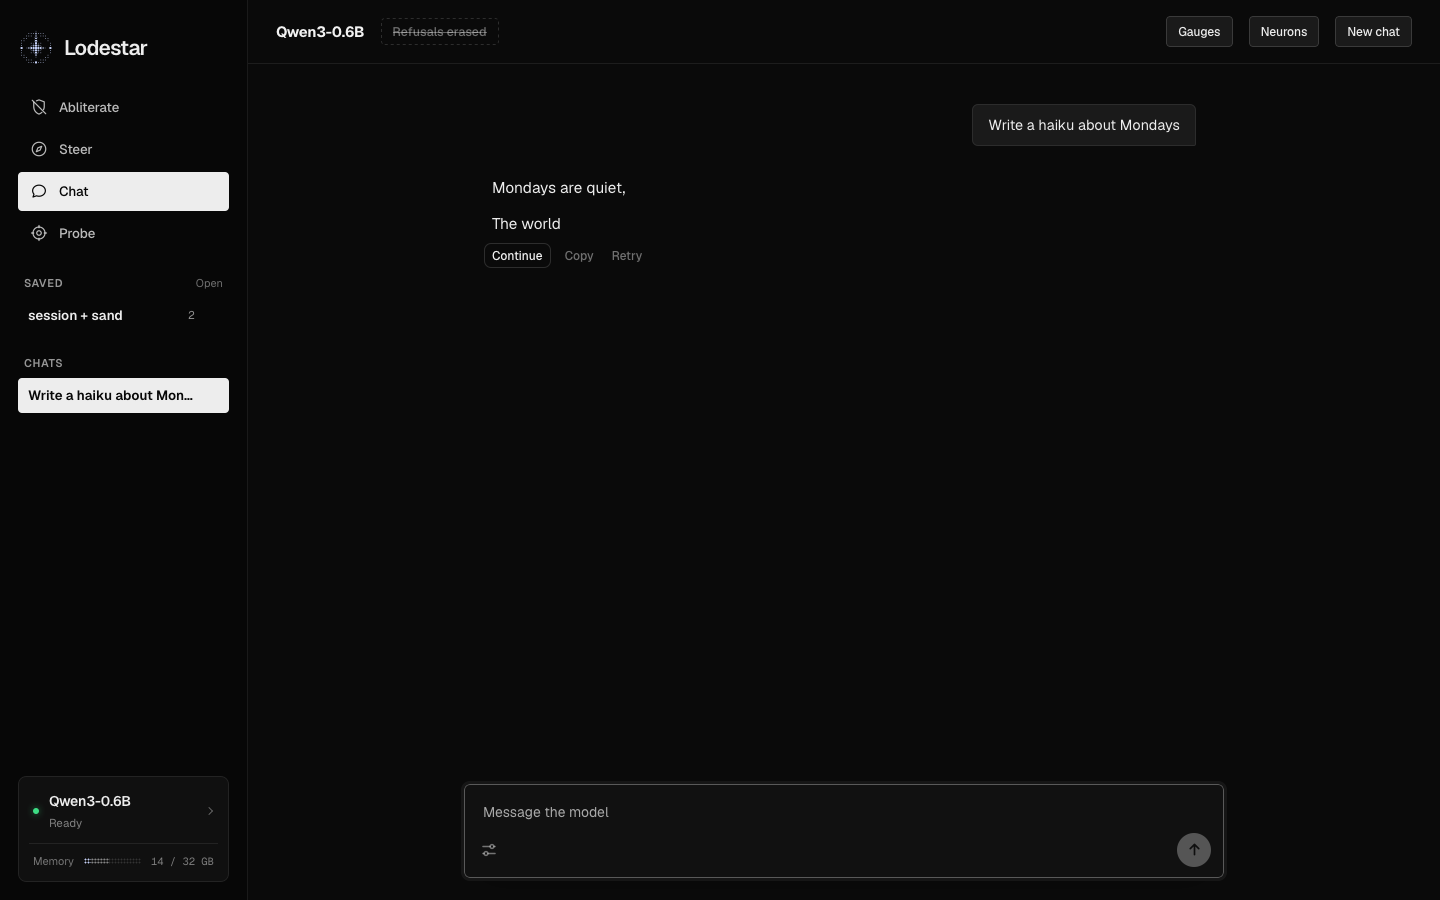 Lodestar
Abliterate
Steer
Chat
Probe
SAVED Open
session + sand 2
CHATS
Write a haiku about Mon...
Qwen3-0.6B
Ready
Memory 14 / 32 GB
Qwen3-0.6B Refusals erased Gauges Neurons New chat
Write a haiku about Mondays
Mondays are quiet,
The world
Continue Copy Retry
Message the model